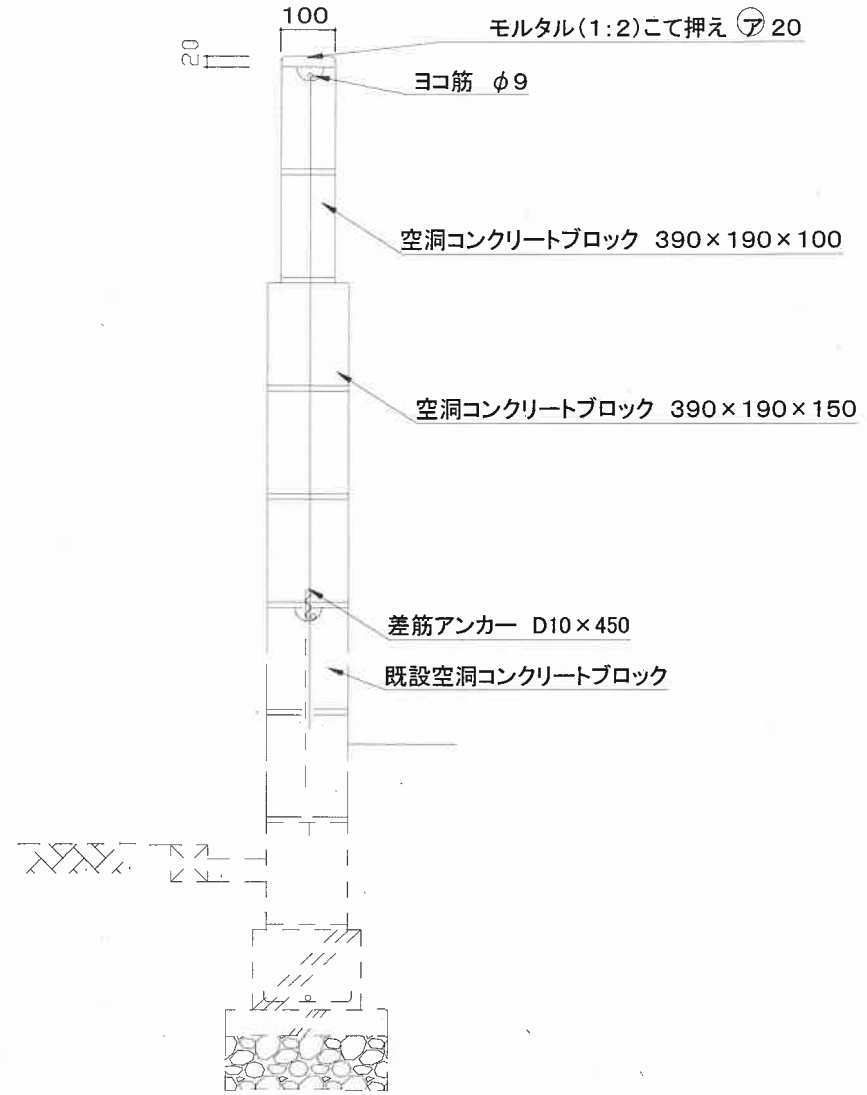 100
モルタル(1:2)こて押え ㋐20
20
ヨコ筋 φ9
空洞コンクリートブロック 390×190×100
空洞コンクリートブロック 390×190×150
差筋アンカー D10×450
既設空洞コンクリートブロック